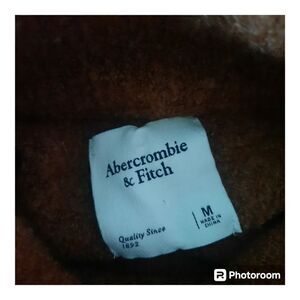 Abercrombie
& Fitch
Quality Since
1892
M
MADE IN
CHINA
Photoroom